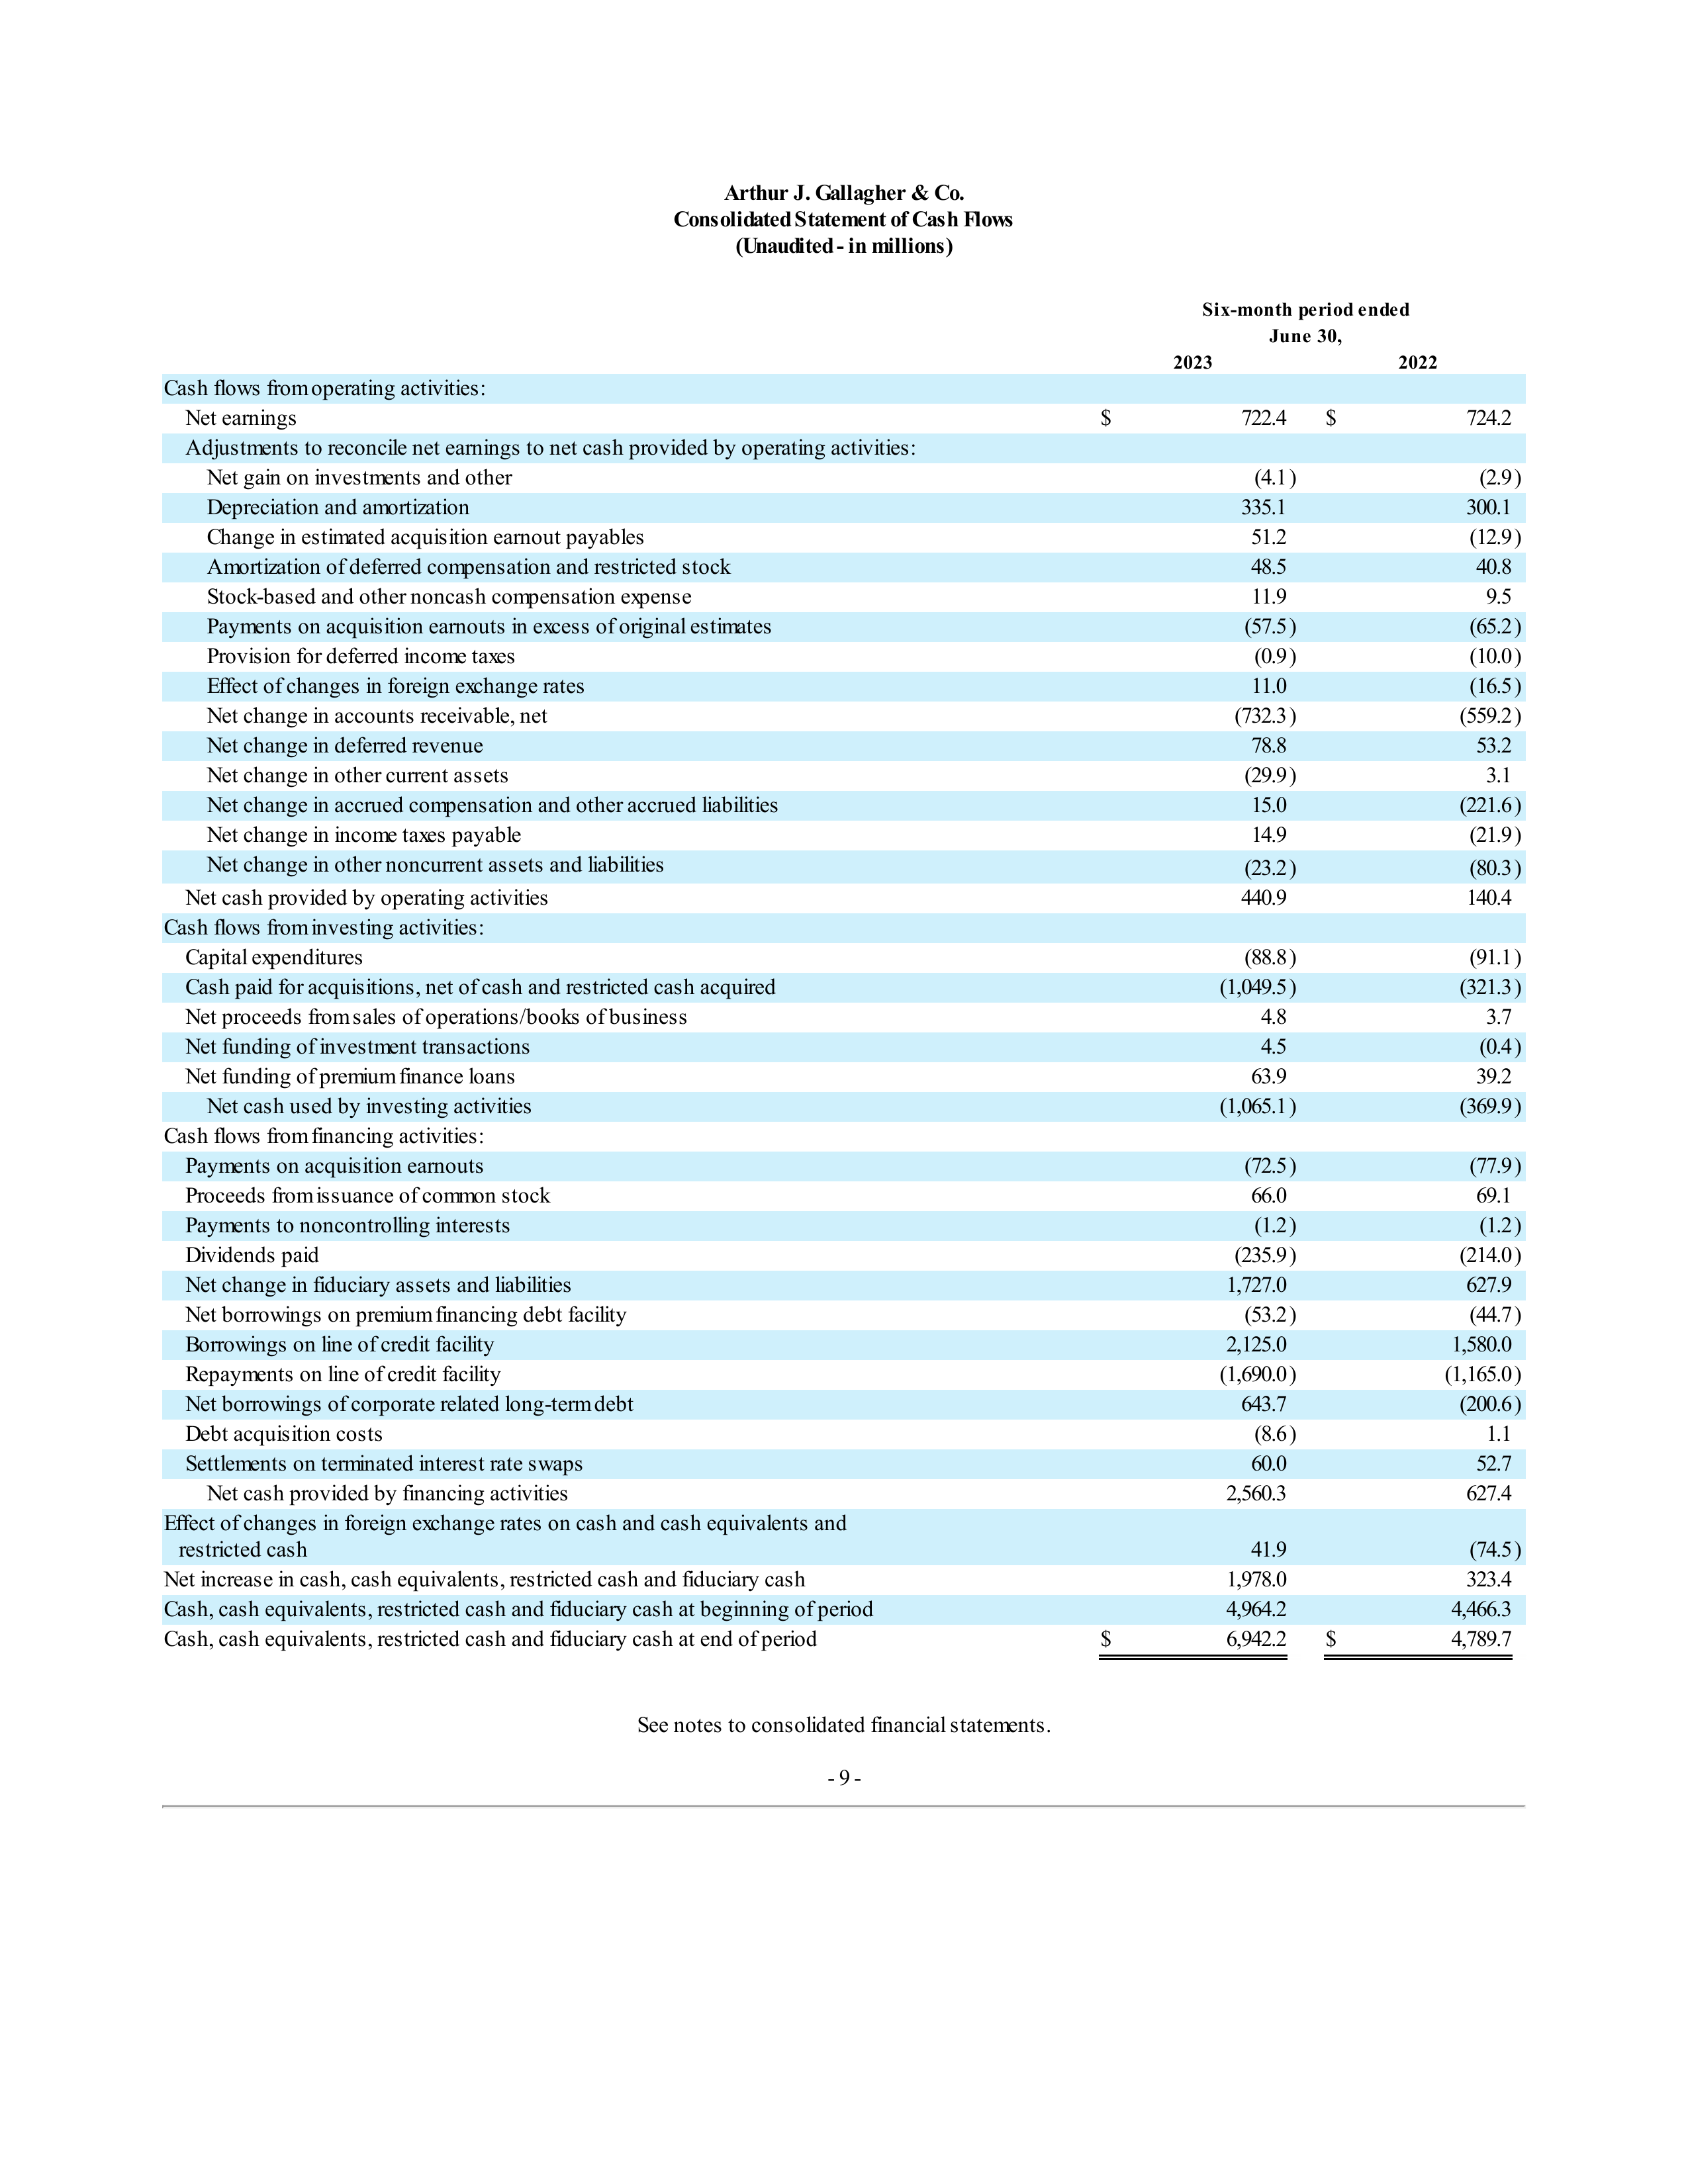 Arthur J. Gallagher & Co.
Consolidated Statement of Cash Flows
(Unaudited - in millions)
Six-month period ended
June 30,
2023 2022
Cash flows from operating activities:
Net earnings $ 722.4 $ 724.2
Adjustments to reconcile net earnings to net cash provided by operating activities:
Net gain on investments and other (4.1) (2.9)
Depreciation and amortization 335.1 300.1
Change in estimated acquisition earnout payables 51.2 (12.9)
Amortization of deferred compensation and restricted stock 48.5 40.8
Stock-based and other noncash compensation expense 11.9 9.5
Payments on acquisition earnouts in excess of original estimates (57.5) (65.2)
Provision for deferred income taxes (0.9) (10.0)
Effect of changes in foreign exchange rates 11.0 (16.5)
Net change in accounts receivable, net (732.3) (559.2)
Net change in deferred revenue 78.8 53.2
Net change in other current assets (29.9) 3.1
Net change in accrued compensation and other accrued liabilities 15.0 (221.6)
Net change in income taxes payable 14.9 (21.9)
Net change in other noncurrent assets and liabilities (23.2) (80.3)
Net cash provided by operating activities 440.9 140.4
Cash flows from investing activities:
Capital expenditures (88.8) (91.1)
Cash paid for acquisitions, net of cash and restricted cash acquired (1,049.5) (321.3)
Net proceeds from sales of operations/books of business 4.8 3.7
Net funding of investment transactions 4.5 (0.4)
Net funding of premium finance loans 63.9 39.2
Net cash used by investing activities (1,065.1) (369.9)
Cash flows from financing activities:
Payments on acquisition earnouts (72.5) (77.9)
Proceeds from issuance of common stock 66.0 69.1
Payments to noncontrolling interests (1.2) (1.2)
Dividends paid (235.9) (214.0)
Net change in fiduciary assets and liabilities 1,727.0 627.9
Net borrowings on premium financing debt facility (53.2) (44.7)
Borrowings on line of credit facility 2,125.0 1,580.0
Repayments on line of credit facility (1,690.0) (1,165.0)
Net borrowings of corporate related long-term debt 643.7 (200.6)
Debt acquisition costs (8.6) 1.1
Settlements on terminated interest rate swaps 60.0 52.7
Net cash provided by financing activities 2,560.3 627.4
Effect of changes in foreign exchange rates on cash and cash equivalents and
restricted cash 41.9 (74.5)
Net increase in cash, cash equivalents, restricted cash and fiduciary cash 1,978.0 323.4
Cash, cash equivalents, restricted cash and fiduciary cash at beginning of period 4,964.2 4,466.3
Cash, cash equivalents, restricted cash and fiduciary cash at end of period $ 6,942.2 $ 4,789.7
See notes to consolidated financial statements.
- 9 -